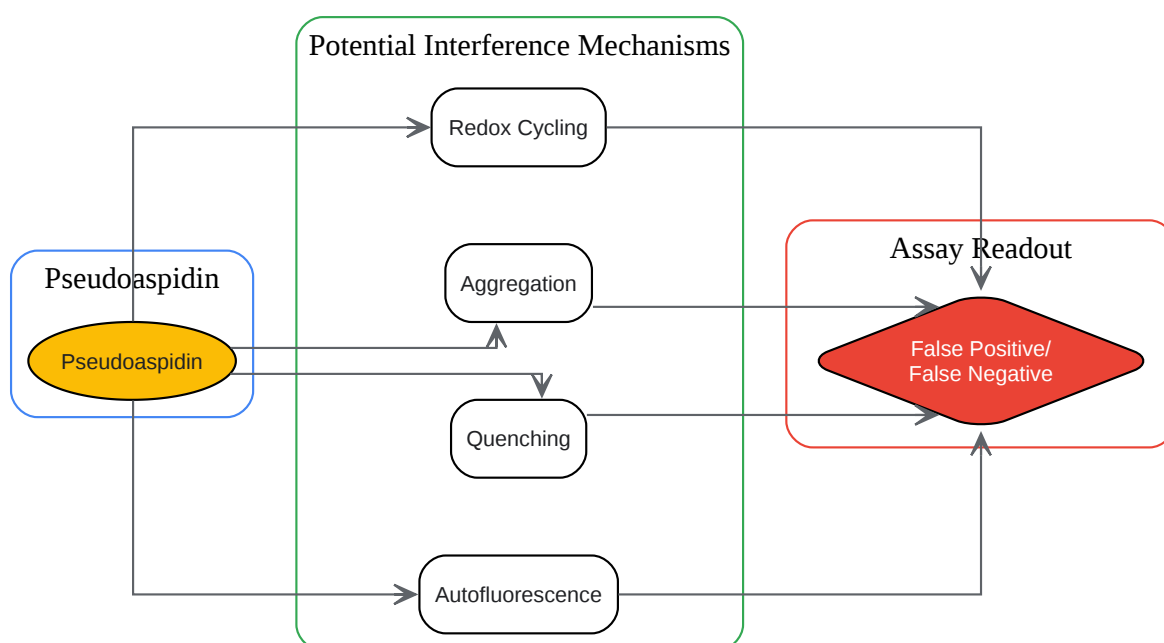 Potential Interference Mechanisms
Redox Cycling
Pseudoaspidin
Assay Readout
Aggregation
Pseudoaspidin
False Positive/
False Negative
Quenching
Autofluorescence